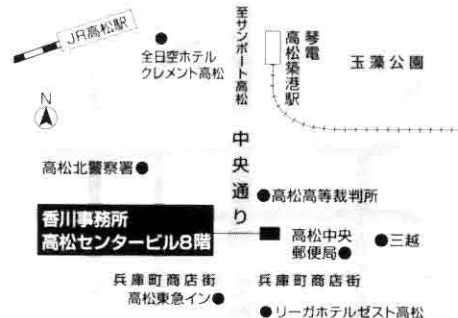 JR高松駅
全日空ホテル
クレメント高松
至サンポート高松
琴電
高松築港駅
玉藻公園
N
中央通り
高松北警察署
高松高等裁判所
香川事務所
高松センタービル8階
高松中央
郵便局
三越
兵庫町商店街
兵庫町商店街
高松東急イン
リーガホテルゼスト高松